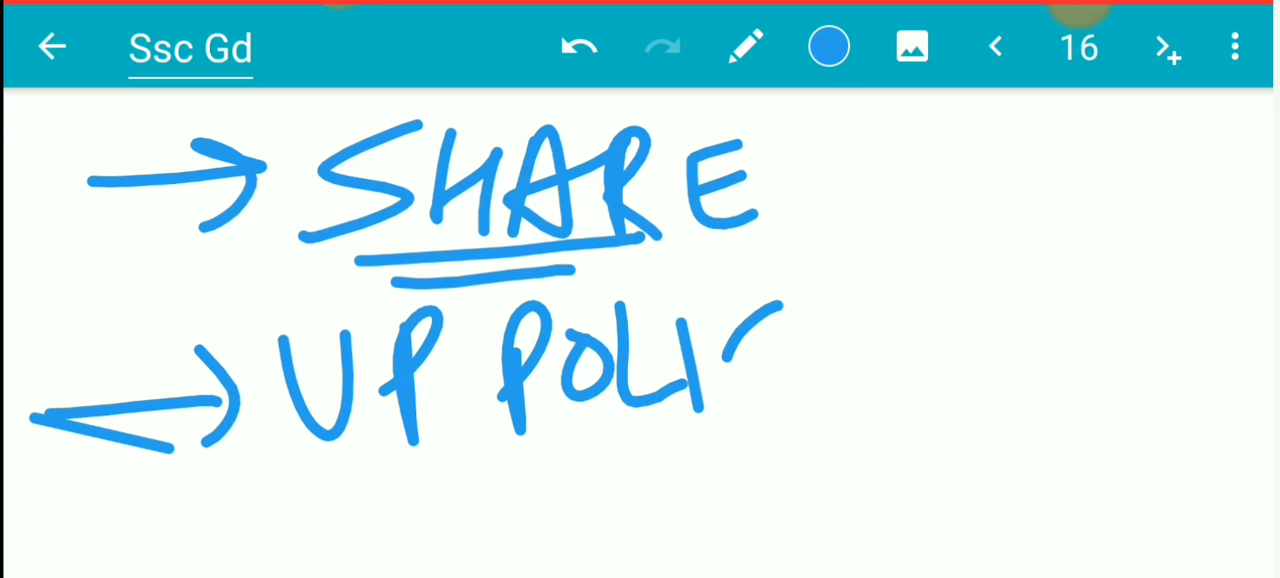 Ssc Gd
16
→ SHARE
→ UP POLI